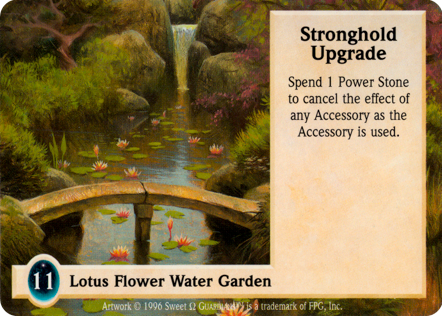 Stronghold
Upgrade
Spend 1 Power Stone
to cancel the effect of
any Accessory as the
Accessory is used.
11
Lotus Flower Water Garden
Artwork © 1996 Sweet Ω is a trademark of FPG, Inc.